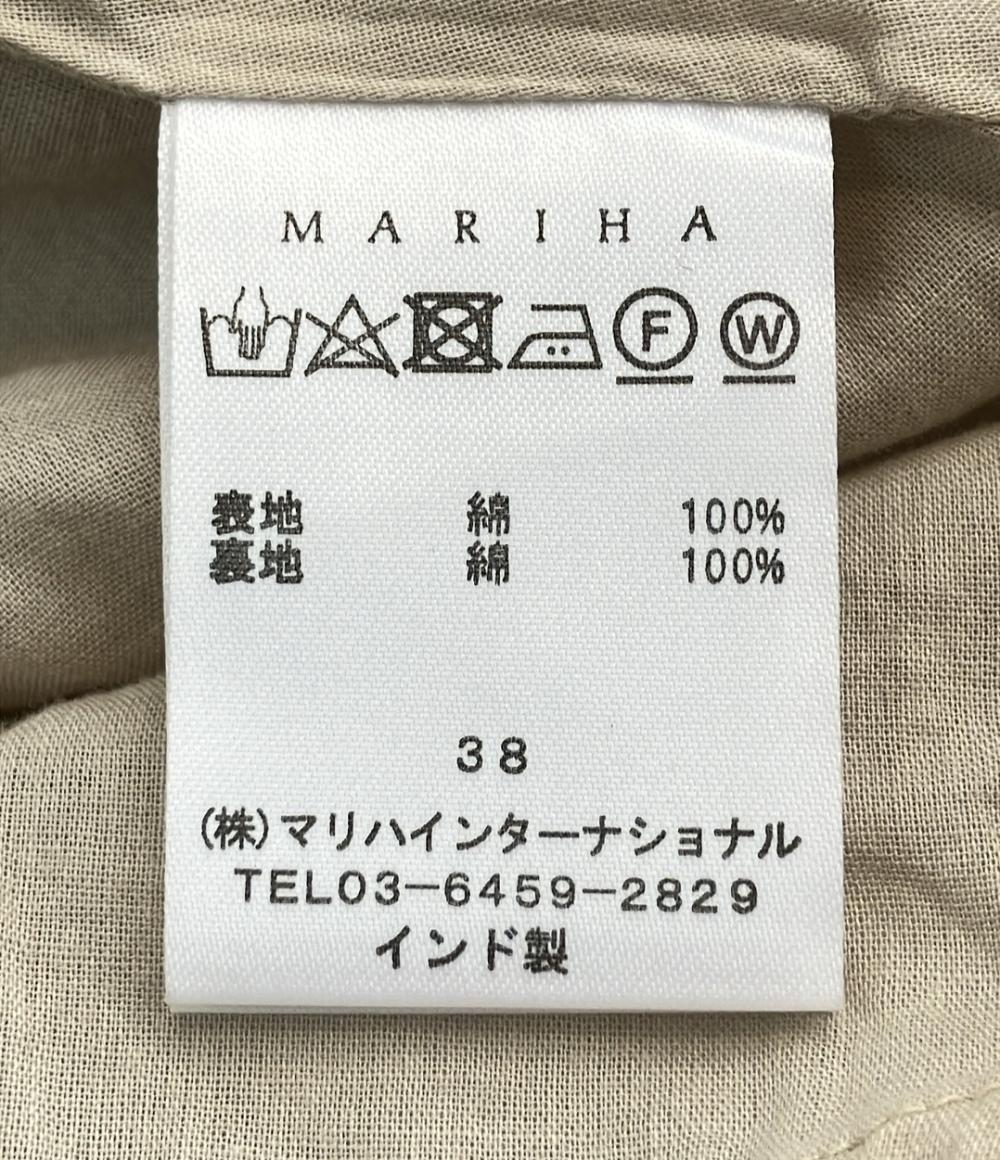 MARIHA
F W
表地 綿 100%
裏地 綿 100%
38
(株)マリハインターナショナル
TEL03-6459-2829
インド製